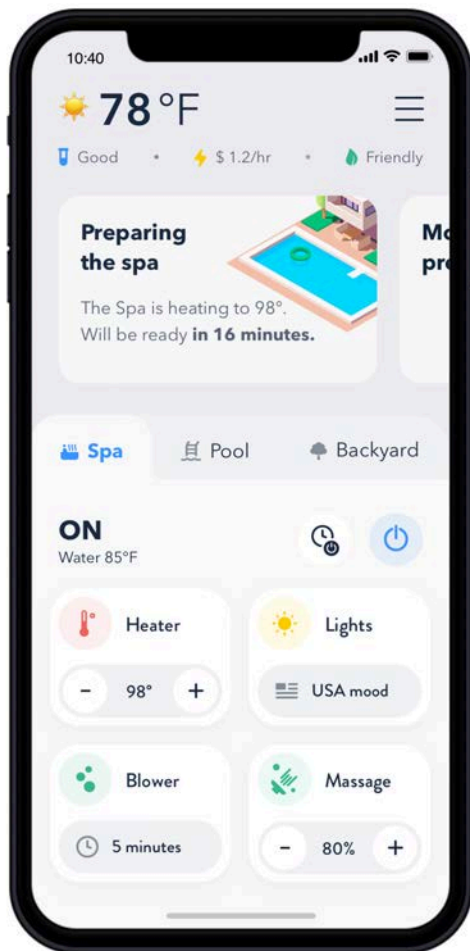 10:40
78°F
Good • $ 1.2/hr • Friendly
Preparing
the spa
The Spa is heating to 98°.
Will be ready in 16 minutes.
Spa Pool Backyard
ON
Water 85°F
Heater
- 98° +
Lights
USA mood
Blower
5 minutes
Massage
- 80% +